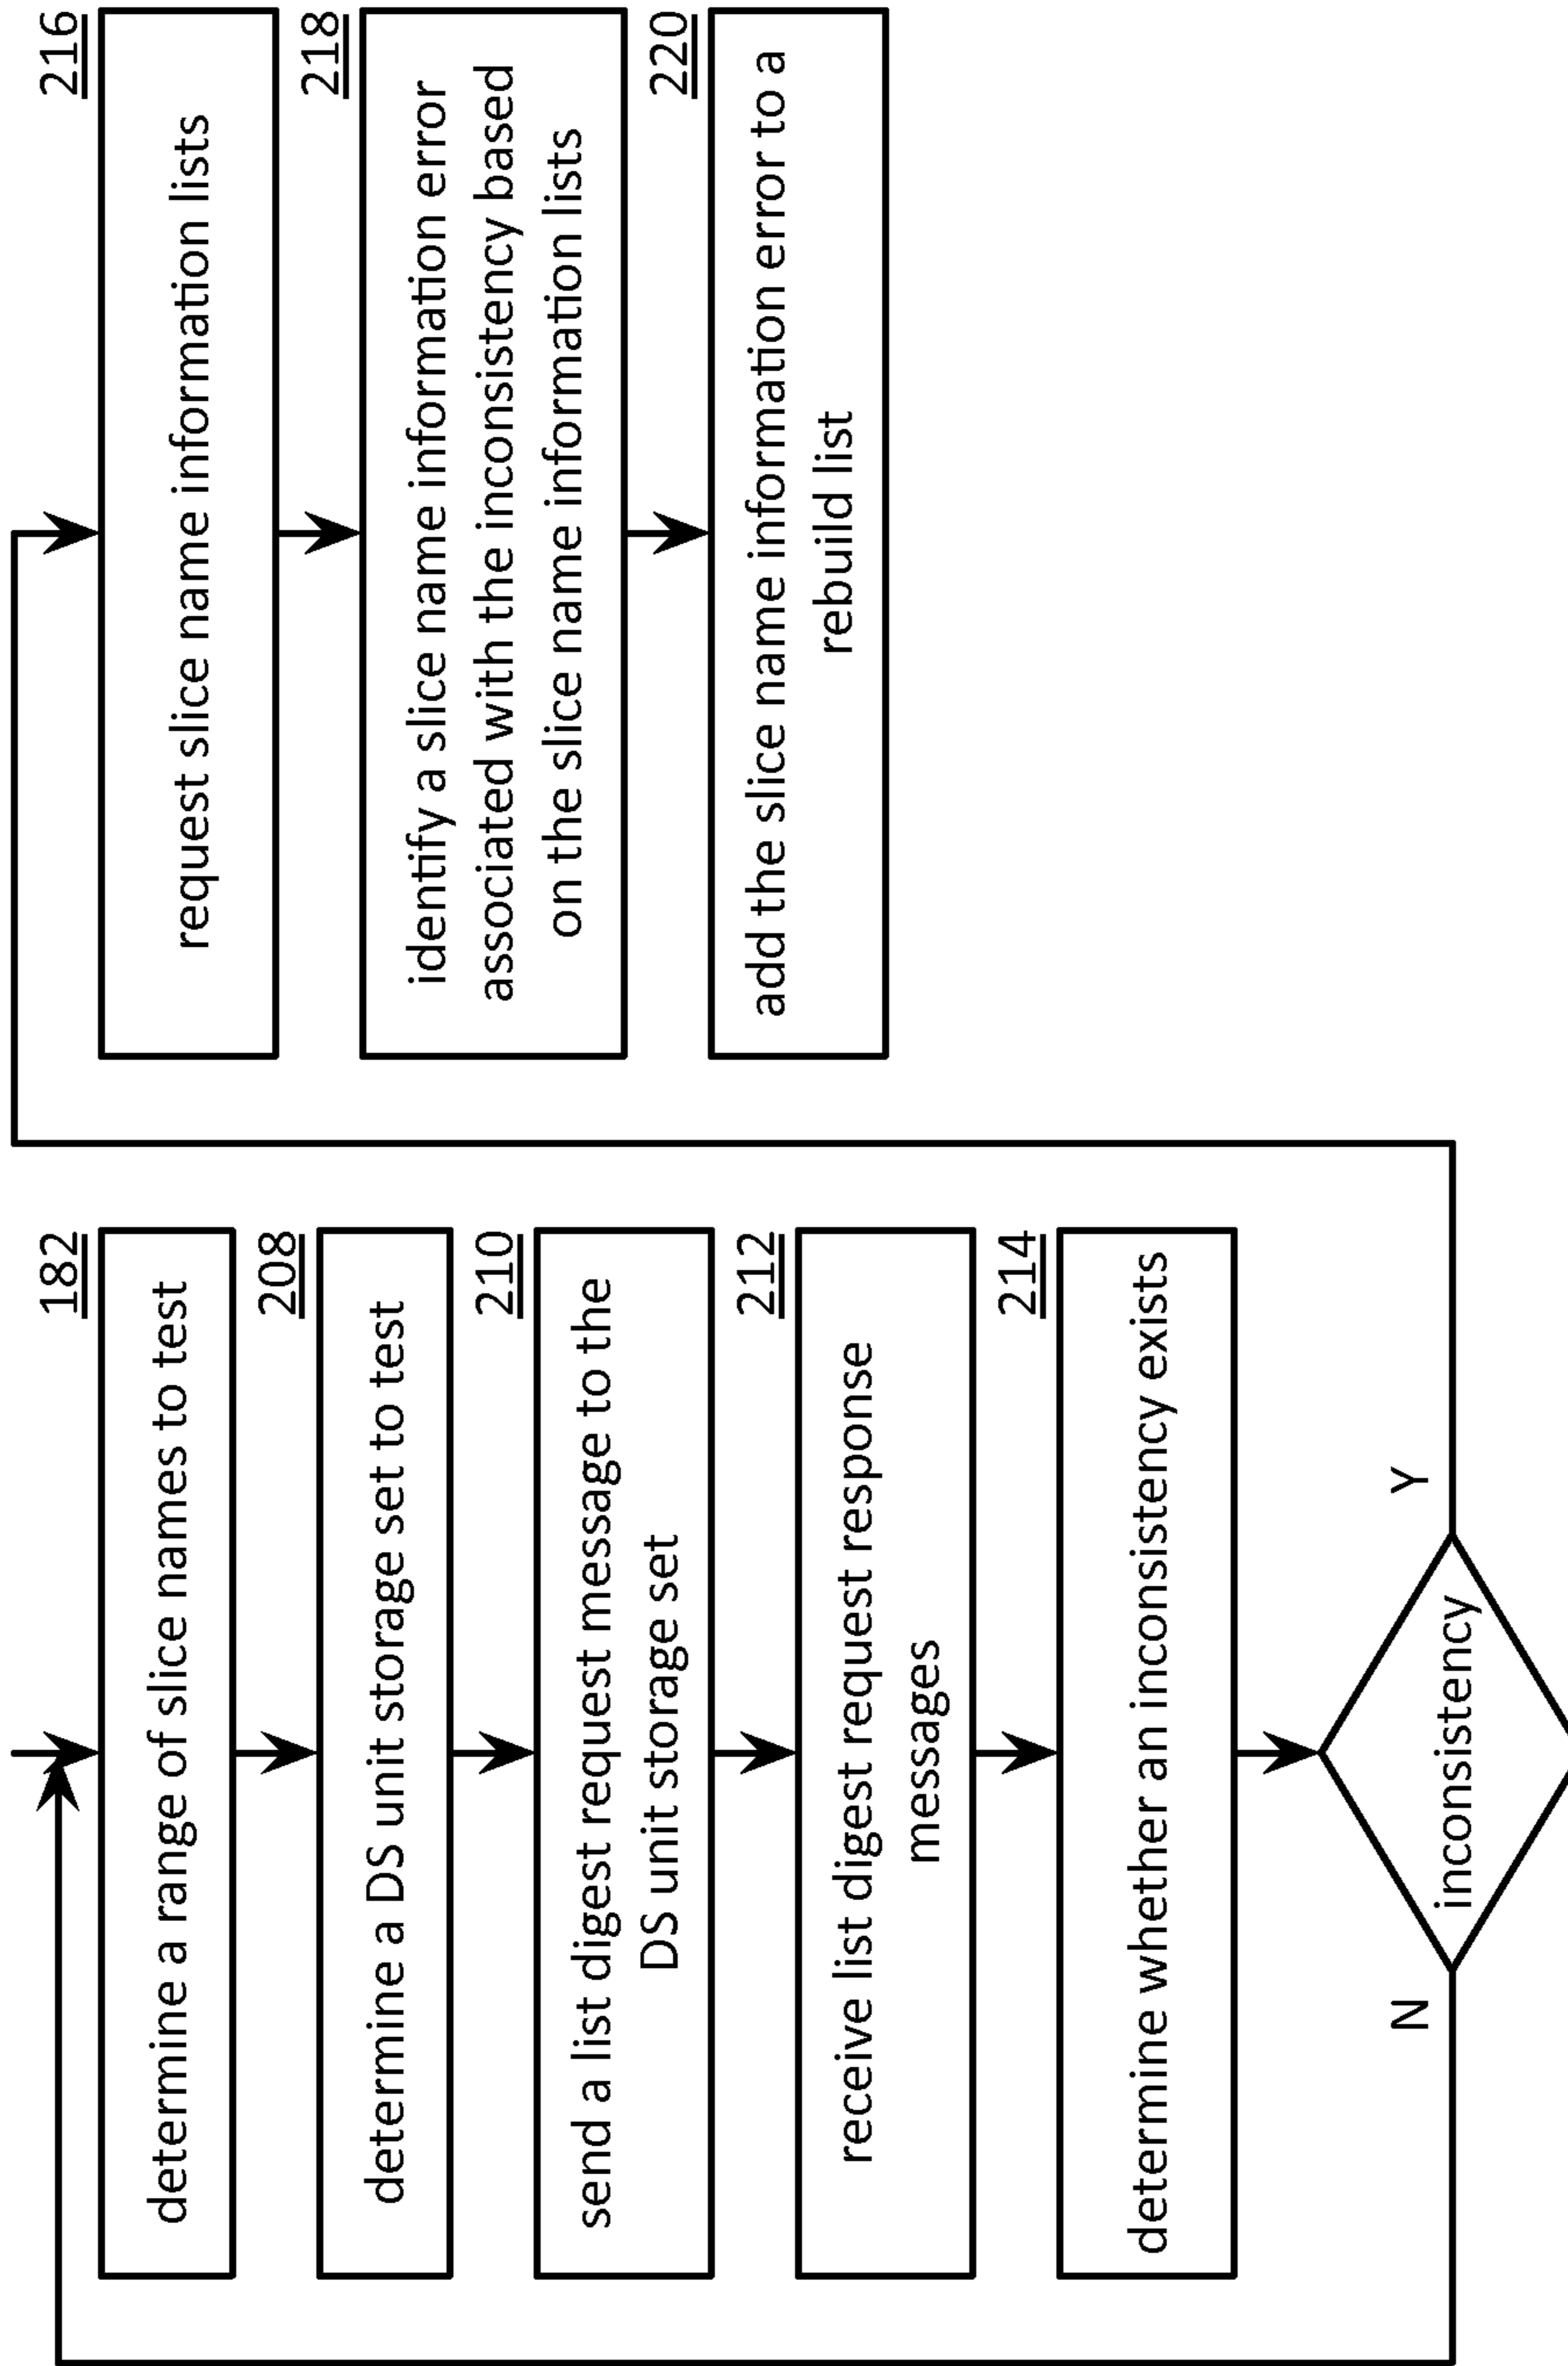 182
determine a range of slice names to test
208
determine a DS unit storage set to test
210
send a list digest request message to the
DS unit storage set
212
receive list digest request response
messages
214
determine whether an inconsistency exists
N
inconsistency
Y
216
request slice name information lists
218
identify a slice name information error
associated with the inconsistency based
on the slice name information lists
220
add the slice name information error to a
rebuild list